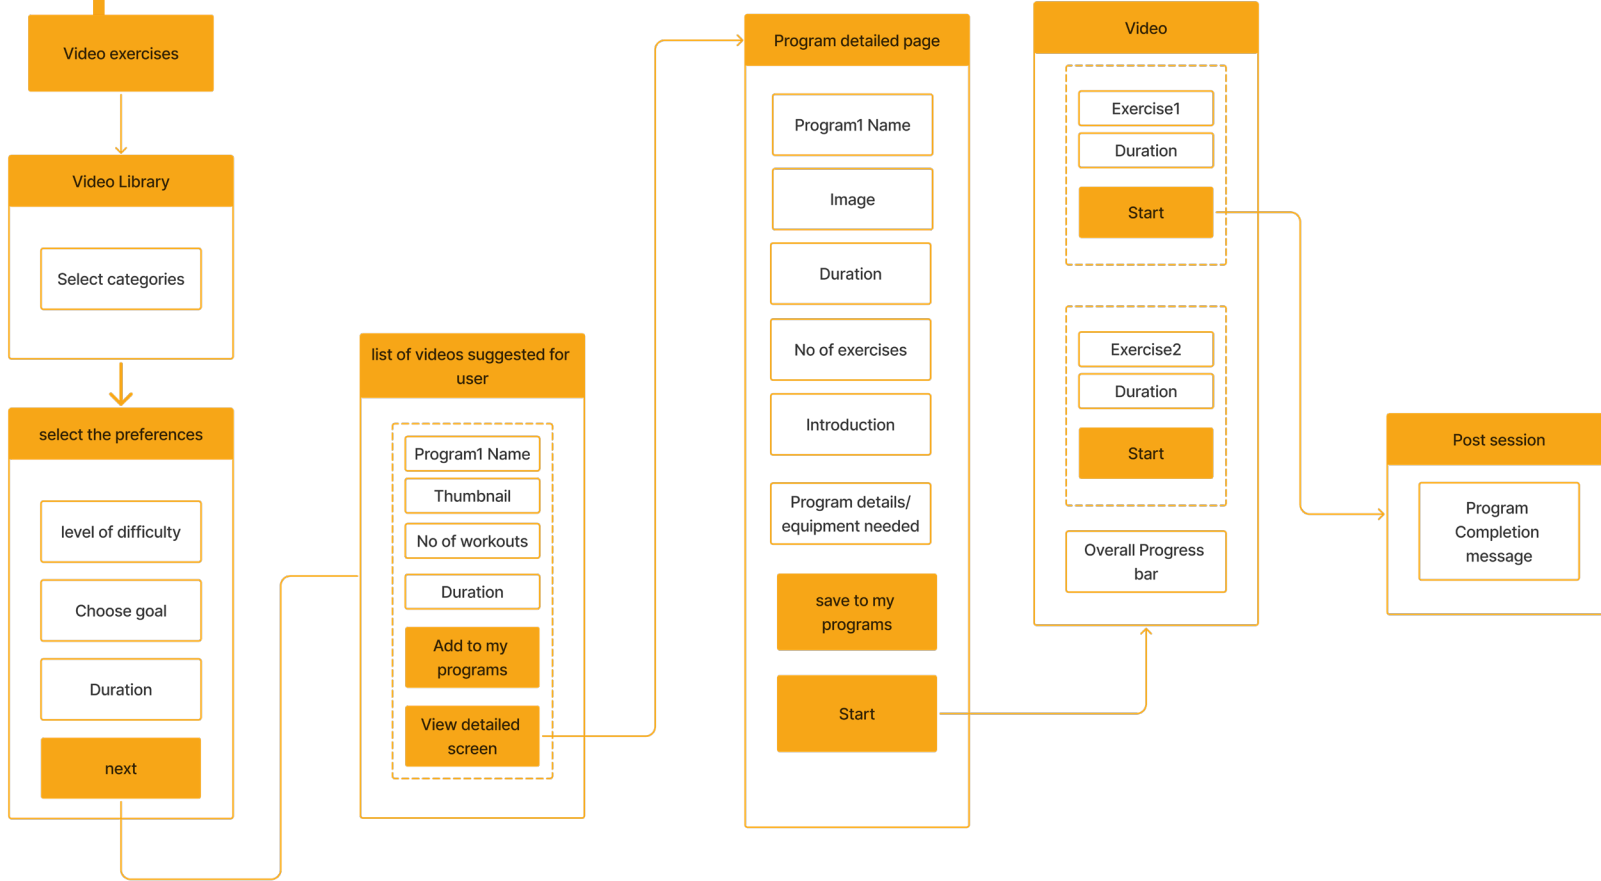 Video exercises
Video Library
Select categories
select the preferences
level of difficulty
Choose goal
Duration
next
list of videos suggested for
user
Program1 Name
Thumbnail
No of workouts
Duration
Add to my
programs
View detailed
screen
Program detailed page
Program1 Name
Image
Duration
No of exercises
Introduction
Program details/
equipment needed
save to my
programs
Start
Video
Exercise1
Duration
Start
Exercise2
Duration
Start
Overall Progress
bar
Post session
Program
Completion
message